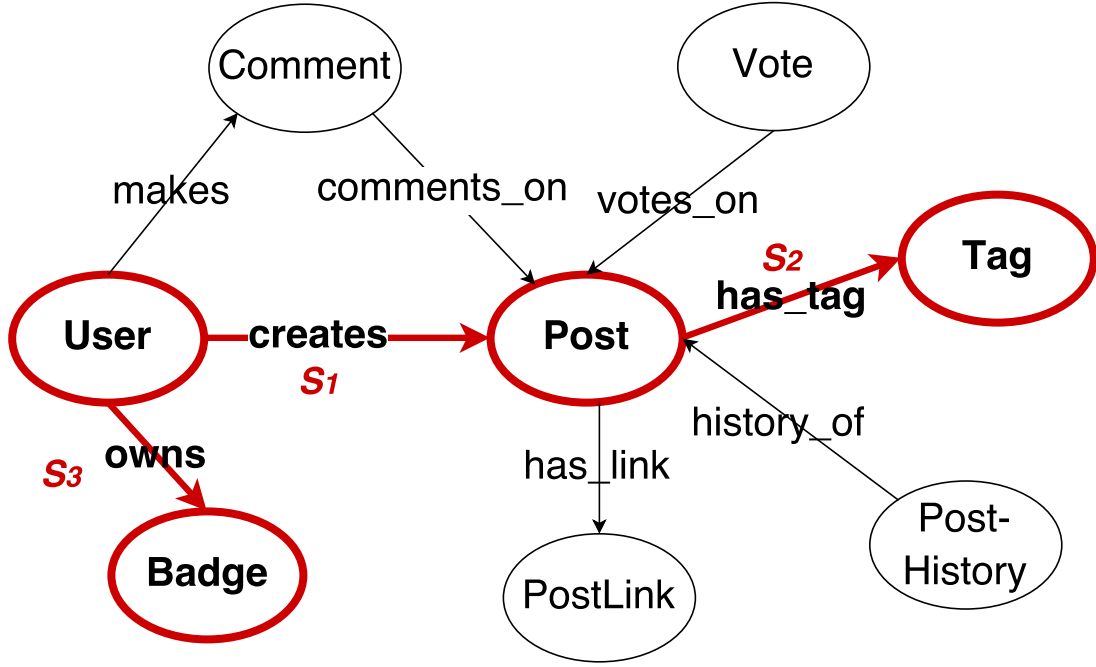 Comment
Vote
makes
comments_on
votes_on
Tag
S2
has_tag
User
creates
Post
S1
history_of
owns
S3
has_link
Post-
History
Badge
PostLink